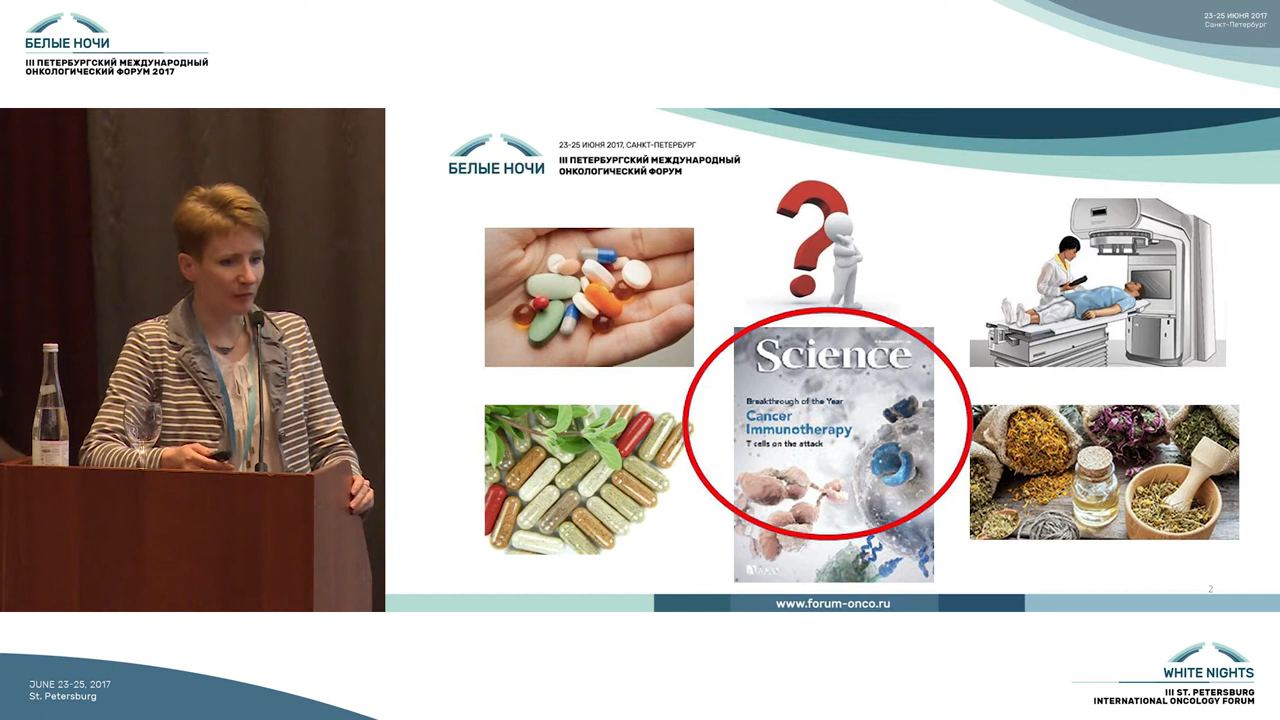 БЕЛЫЕ НОЧИ
III ПЕТЕРБУРГСКИЙ МЕЖДУНАРОДНЫЙ
ОНКОЛОГИЧЕСКИЙ ФОРУМ 2017
23-25 ИЮНЯ 2017
Санкт-Петербург
БЕЛЫЕ НОЧИ
23-25 ИЮНЯ 2017, САНКТ-ПЕТЕРБУРГ
III ПЕТЕРБУРГСКИЙ МЕЖДУНАРОДНЫЙ
ОНКОЛОГИЧЕСКИЙ ФОРУМ
Science
Breakthrough of the Year
Cancer
Immunotherapy
T cells on the attack
AAAS
2
www.forum-onco.ru
JUNE 23-25, 2017
St. Petersburg
WHITE NIGHTS
III ST. PETERSBURG
INTERNATIONAL ONCOLOGY FORUM